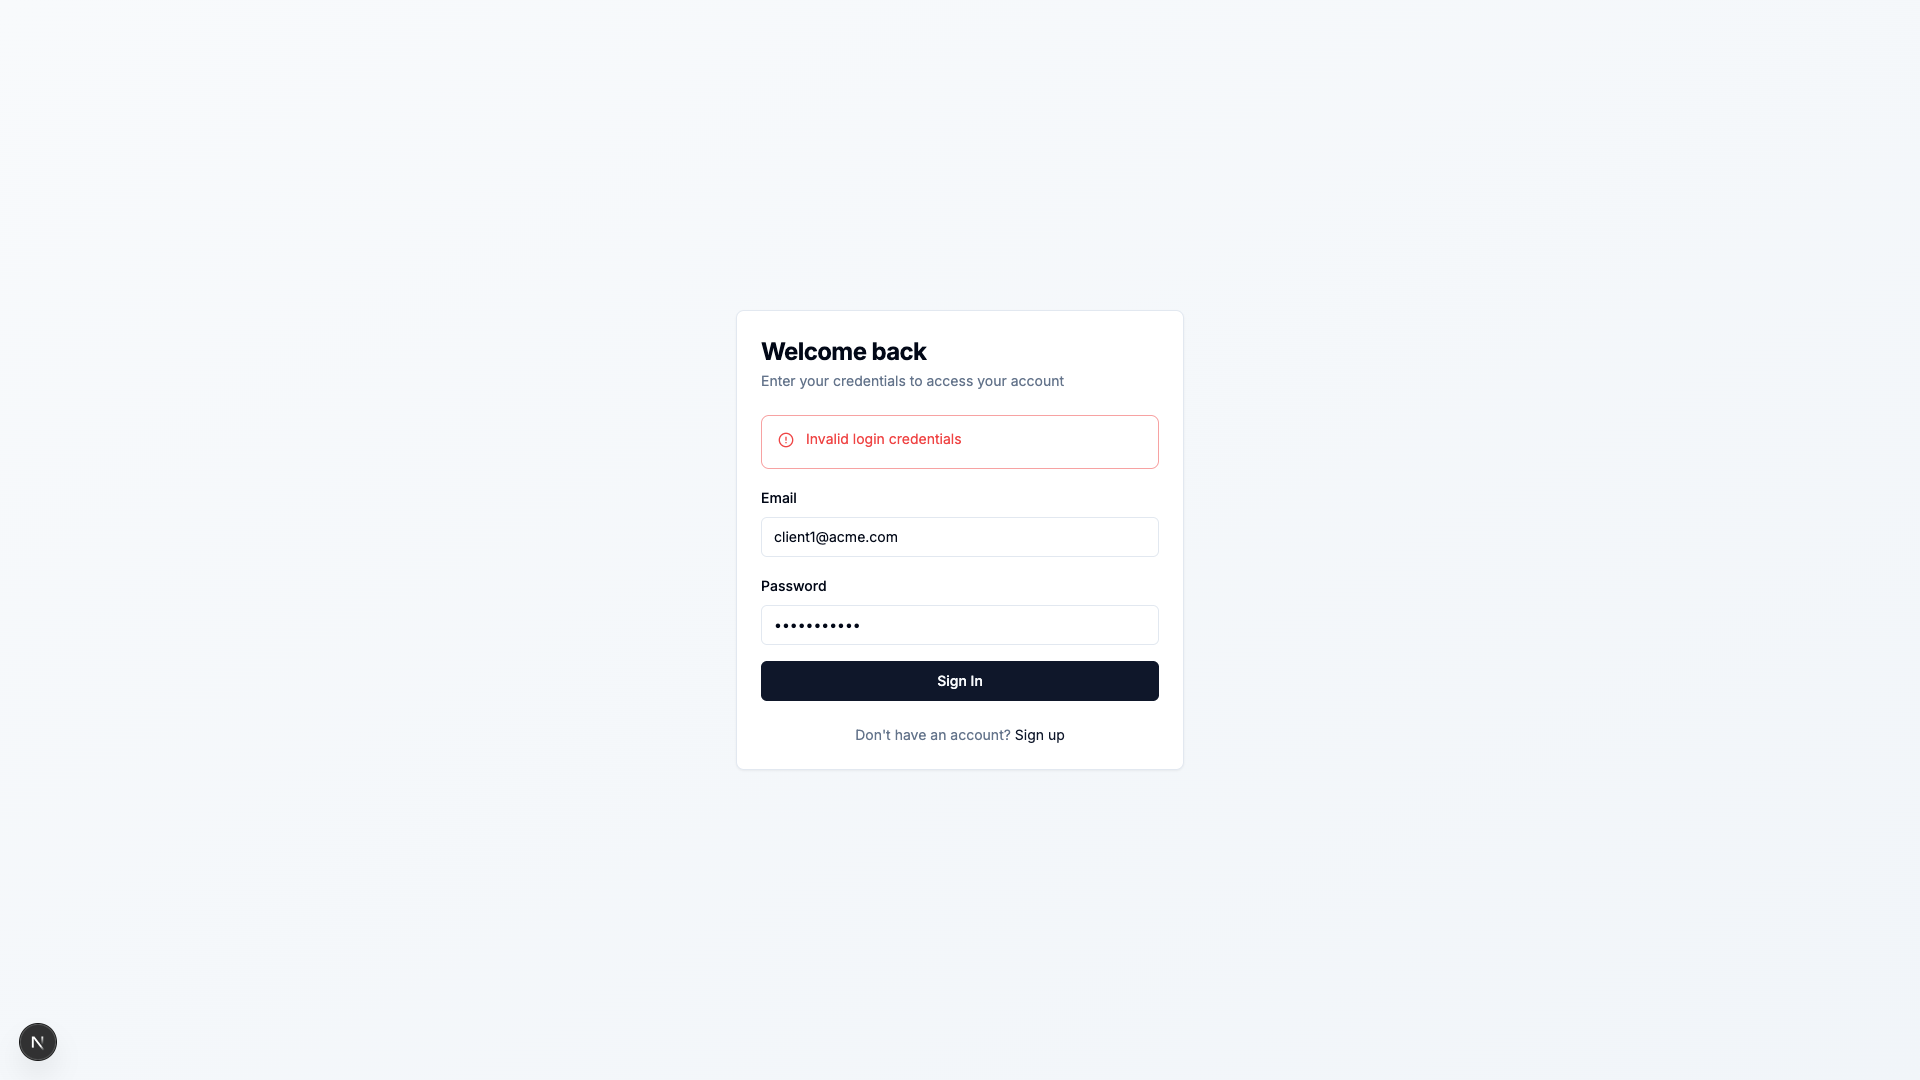 Welcome back
Enter your credentials to access your account
Invalid login credentials
Email
client1@acme.com
Password
•••••••••••
Sign In
Don't have an account? Sign up
N